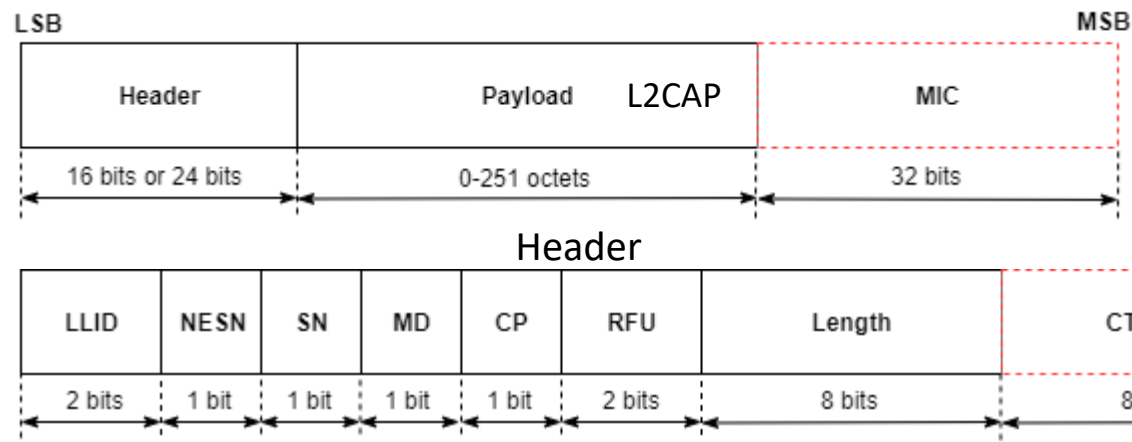 LSB MSB
Header Payload L2CAP MIC
16 bits or 24 bits 0-251 octets 32 bits
Header
LLID NESN SN MD CP RFU Length
2 bits 1 bit 1 bit 1 bit 1 bit 2 bits 8 bits 8